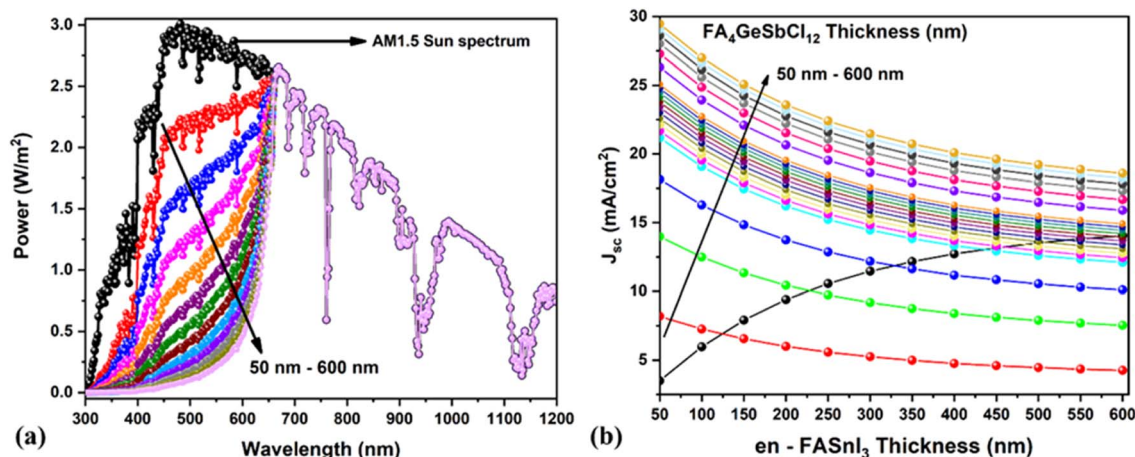 3.0
2.5
2.0
1.5
1.0
0.5
0.0
Power (W/m²)
AM1.5 Sun spectrum
50 nm - 600 nm
300 400 500 600 700 800 900 1000 1100 1200
Wavelength (nm)
(a)
30
25
20
15
10
5
J_sc (mA/cm²)
FA₄GeSbCl₁₂ Thickness (nm)
50 nm - 600 nm
50 100 150 200 250 300 350 400 450 500 550 600
en - FASnI₃ Thickness (nm)
(b)